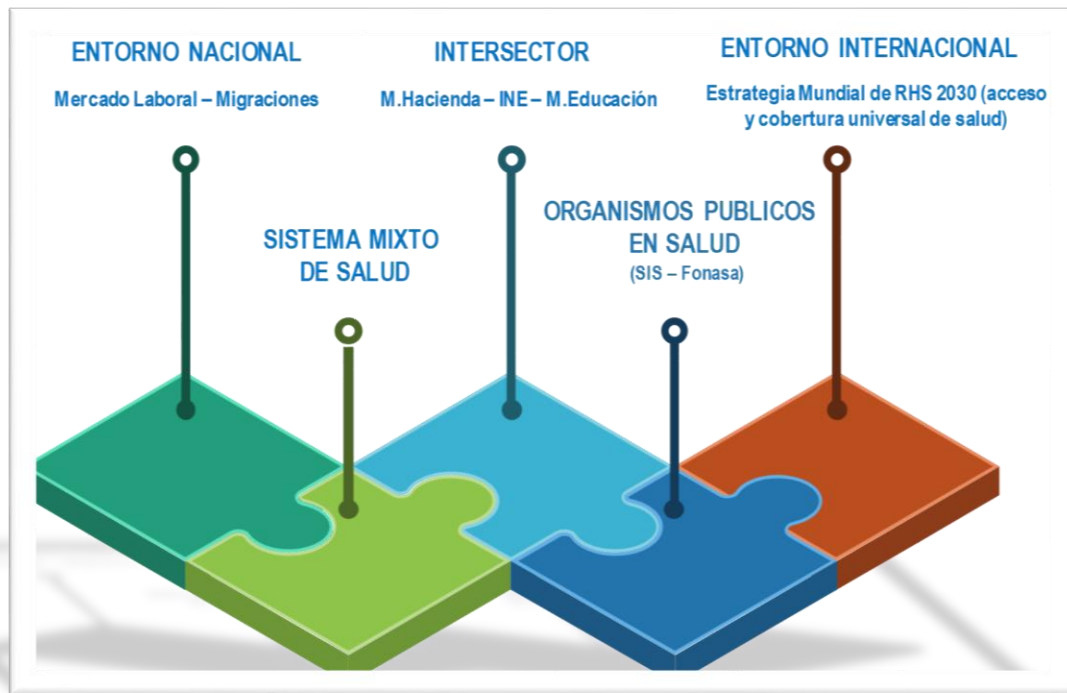 ENTORNO NACIONAL
Mercado Laboral – Migraciones
INTERSECTOR
M.Hacienda – INE – M.Educación
ENTORNO INTERNACIONAL
Estrategia Mundial de RHS 2030 (acceso
y cobertura universal de salud)
SISTEMA MIXTO
DE SALUD
ORGANISMOS PUBLICOS
EN SALUD
(SIS – Fonasa)